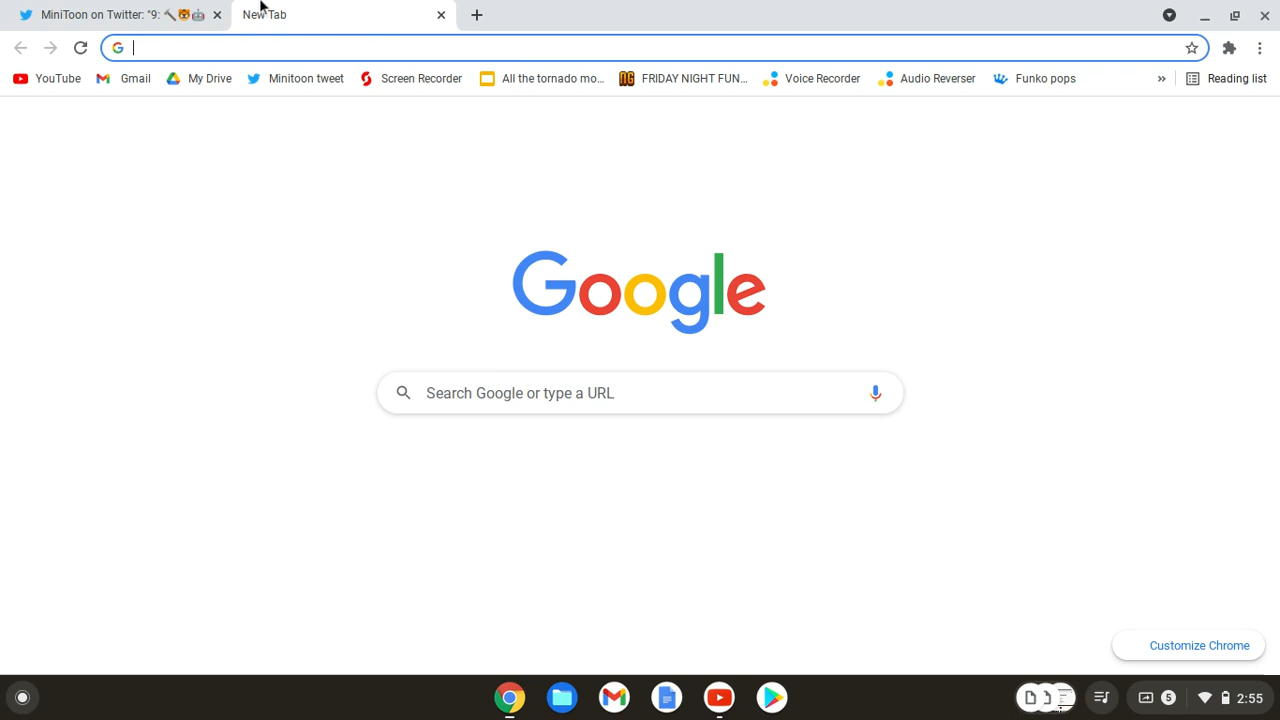 MiniToon on Twitter: "9: 🔨🐯🤖
New Tab
YouTube
Gmail
My Drive
Minitoon tweet
Screen Recorder
All the tornado mo...
FRIDAY NIGHT FUN...
Voice Recorder
Audio Reverser
Funko pops
»
Reading list
Google
Search Google or type a URL
Customize Chrome
5
2:55